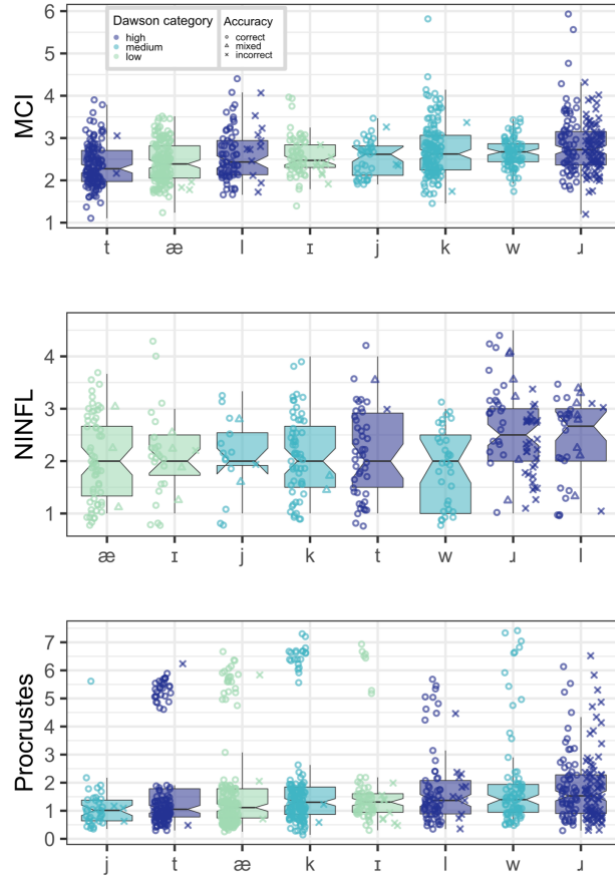 Dawson category Accuracy
high correct
medium mixed
low incorrect
MCI
6
5
4
3
2
1
t æ l ɪ j k w ɹ
NINFL
4
3
2
1
æ ɪ j k t w ɹ l
Procrustes
7
6
5
4
3
2
1
0
j t æ k ɪ l w ɹ